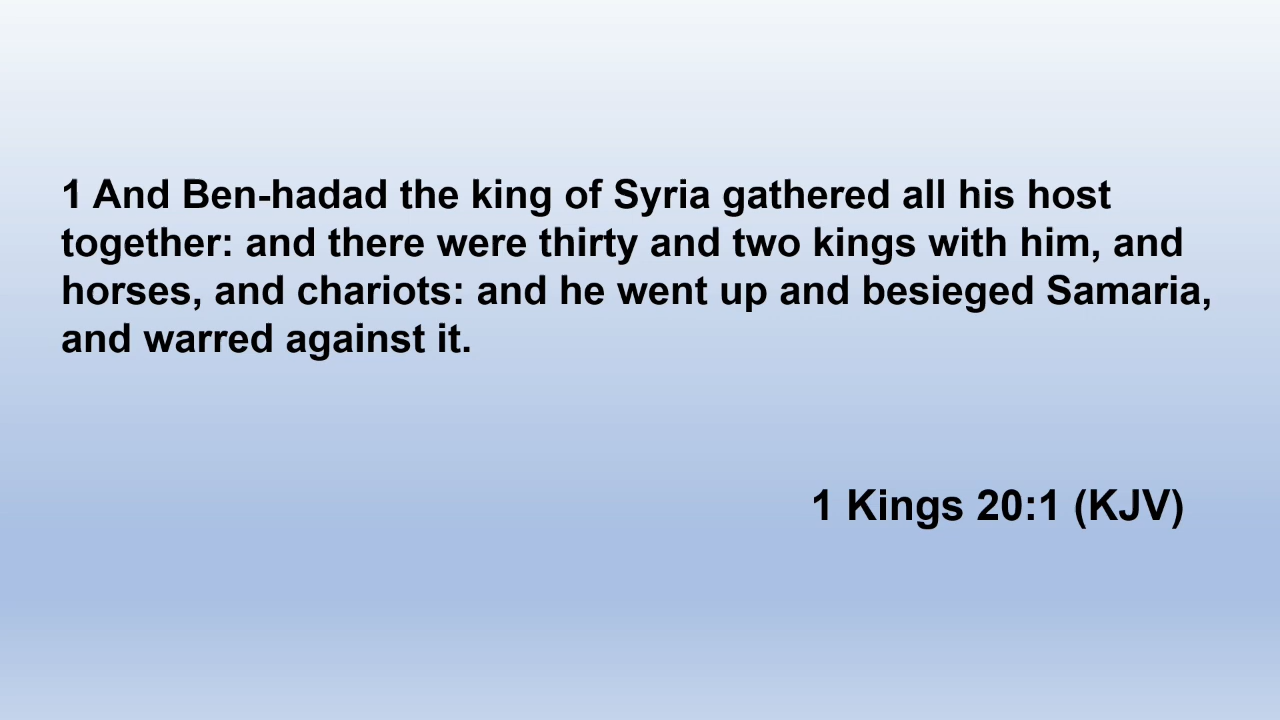 1 And Ben-hadad the king of Syria gathered all his host
together: and there were thirty and two kings with him, and
horses, and chariots: and he went up and besieged Samaria,
and warred against it.
1 Kings 20:1 (KJV)